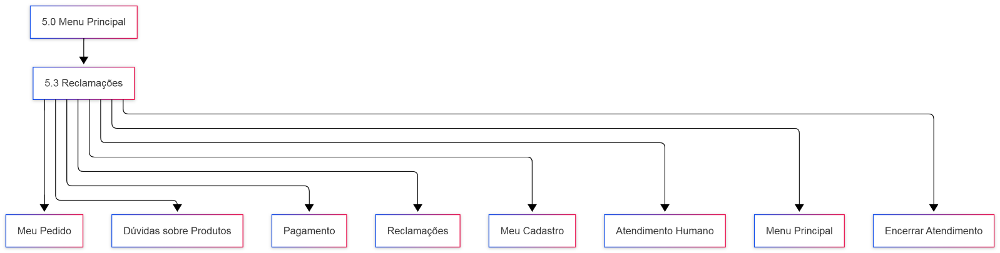 5.0 Menu Principal
5.3 Reclamações
Meu Pedido
Dúvidas sobre Produtos
Pagamento
Reclamações
Meu Cadastro
Atendimento Humano
Menu Principal
Encerrar Atendimento